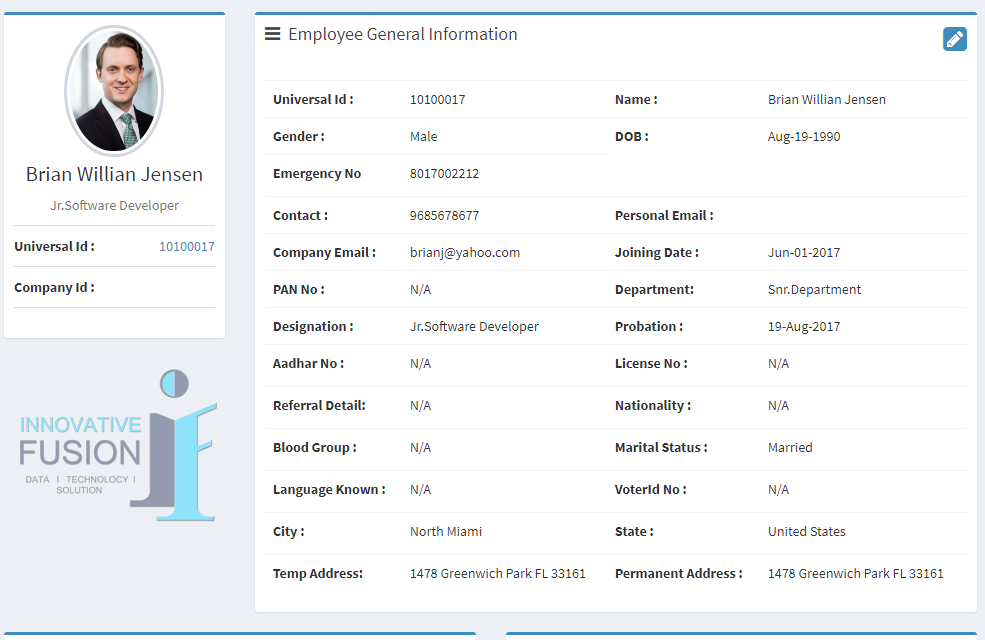 Brian Willian Jensen
Jr.Software Developer
Universal Id : 10100017
Company Id :
INNOVATIVE
FUSION
DATA I TECHNOLOGY I
SOLUTION
Employee General Information
Universal Id : 10100017 Name : Brian Willian Jensen
Gender : Male DOB : Aug-19-1990
Emergency No 8017002212
Contact : 9685678677 Personal Email :
Company Email : brianj@yahoo.com Joining Date : Jun-01-2017
PAN No : N/A Department: Snr.Department
Designation : Jr.Software Developer Probation : 19-Aug-2017
Aadhar No : N/A License No : N/A
Referral Detail: N/A Nationality : N/A
Blood Group : N/A Marital Status : Married
Language Known : N/A VoterId No : N/A
City : North Miami State : United States
Temp Address: 1478 Greenwich Park FL 33161 Permanent Address : 1478 Greenwich Park FL 33161